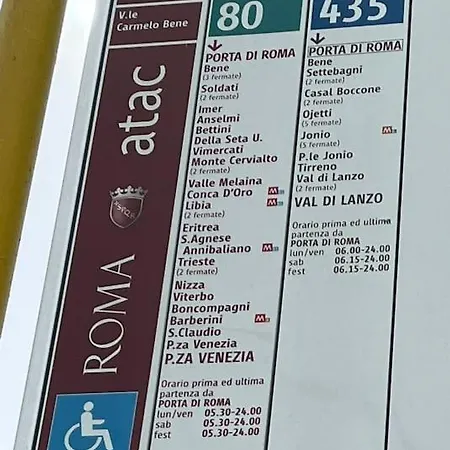 V.le
Carmelo Bene
atac
ROMA
80
PORTA DI ROMA
Bene
(3 fermate)
Soldati
(2 fermate)
Imer
Anselmi
Bettini
Della Seta U.
Vimercati
Monte Cervialto
(2 fermate)
Valle Melaina
Conca D'Oro M
Libia M
(2 fermate)
Eritrea
S.Agnese
Annibaliano M
Trieste
(2 fermate)
Nizza
Viterbo
Boncompagni
Barberini M
S.Claudio
P.za Venezia
P.ZA VENEZIA
Orario prima ed ultima
partenza da
PORTA DI ROMA
lun/ven 05.30-24.00
sab 05.30-24.00
fest 05.30-24.00
435
PORTA DI ROMA
Bene
Settebagni
(2 fermate)
Casal Boccone
(2 fermate)
Ojetti
(5 fermate)
Jonio M
(5 fermate)
P.le Jonio
Tirreno
Val di Lanzo
(2 fermate)
VAL DI LANZO
Orario prima ed ultima
partenza da
PORTA DI ROMA
lun/ven 06.00-24.00
sab 06.15-24.00
fest 06.15-24.00